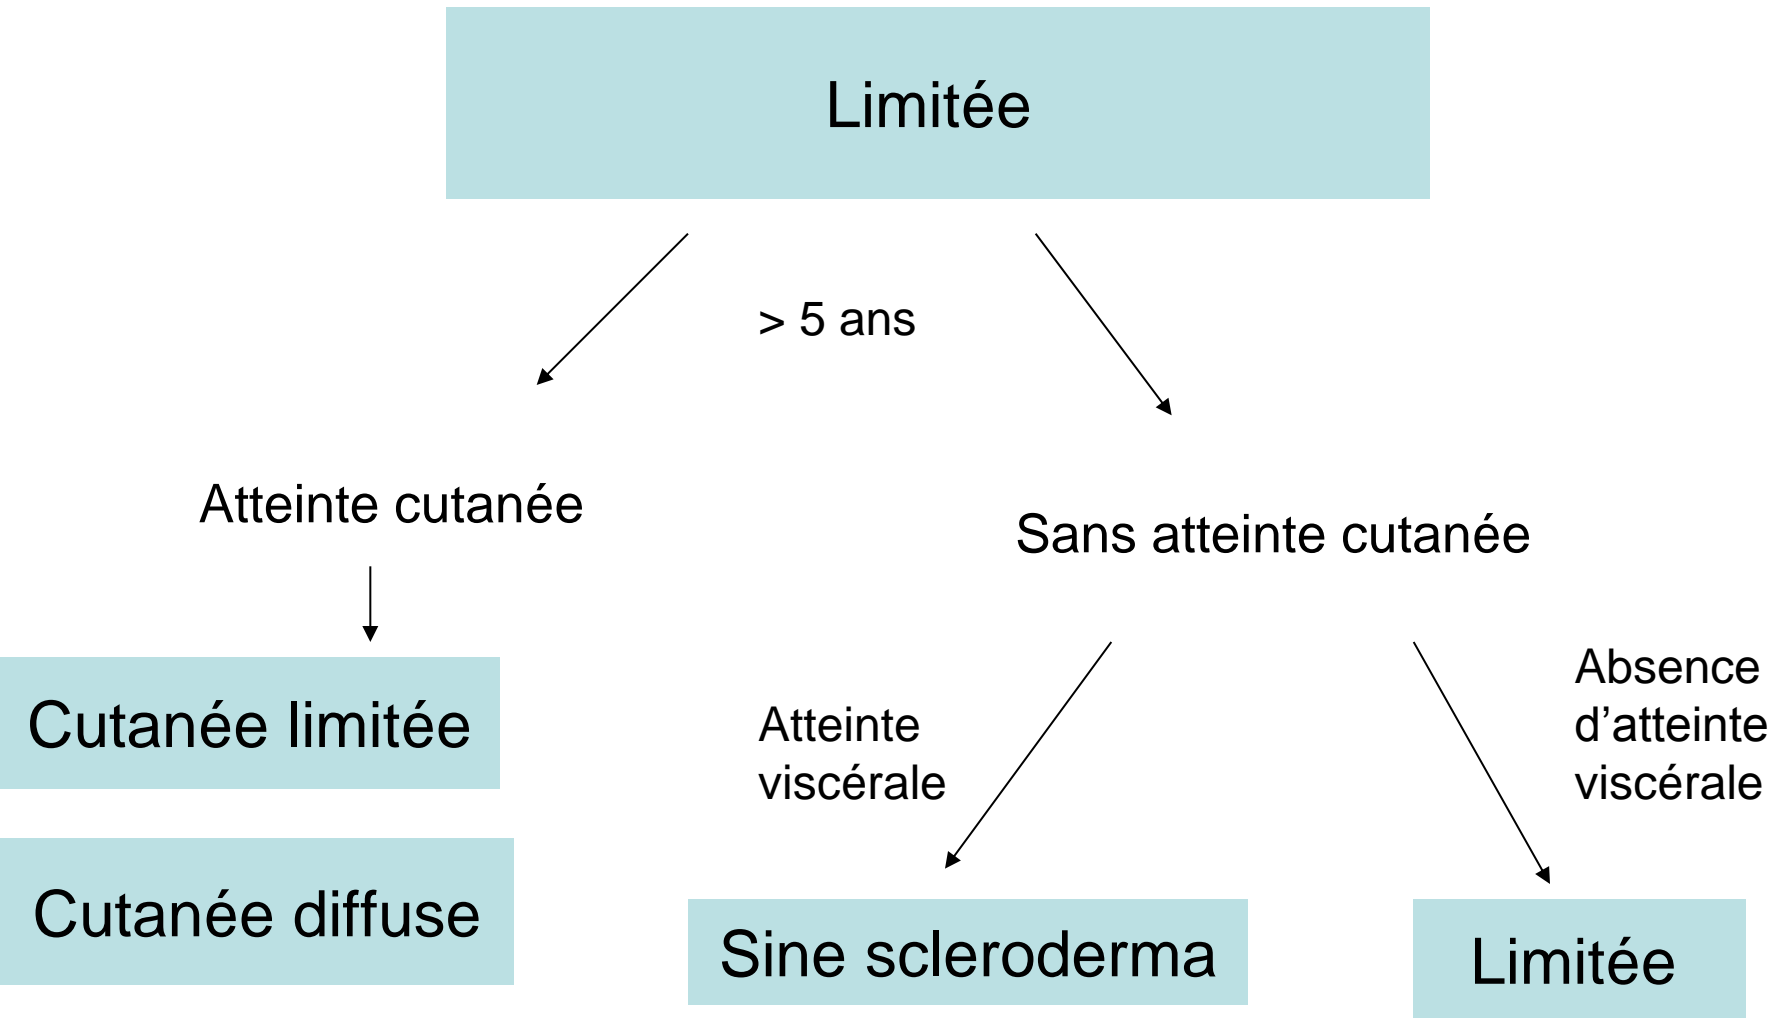 Limitée
> 5 ans
Atteinte cutanée
Sans atteinte cutanée
Cutanée limitée
Cutanée diffuse
Atteinte
viscérale
Absence
d’atteinte
viscérale
Sine scleroderma
Limitée